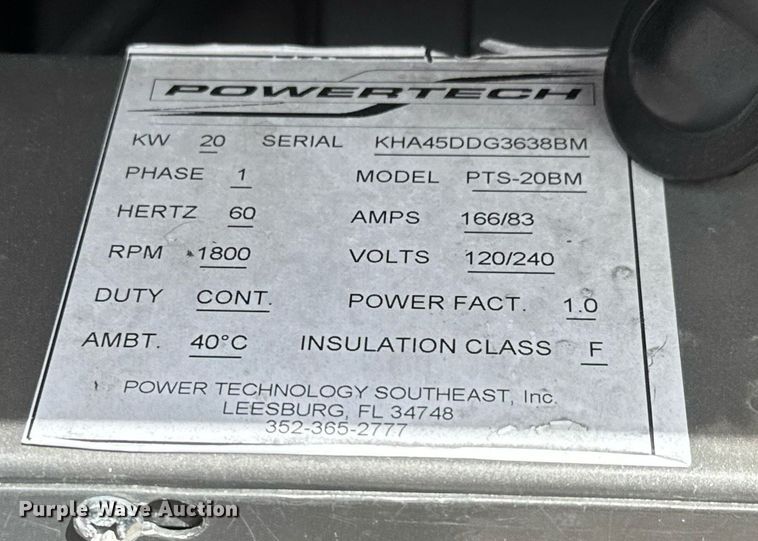 POWERTECH
KW 20 SERIAL KHA45DDG3638BM
PHASE 1 MODEL PTS-20BM
HERTZ 60 AMPS 166/83
RPM 1800 VOLTS 120/240
DUTY CONT. POWER FACT. 1.0
AMBT. 40°C INSULATION CLASS F
POWER TECHNOLOGY SOUTHEAST, Inc.
LEESBURG, FL 34748
352-365-2777
Purple Wave Auction